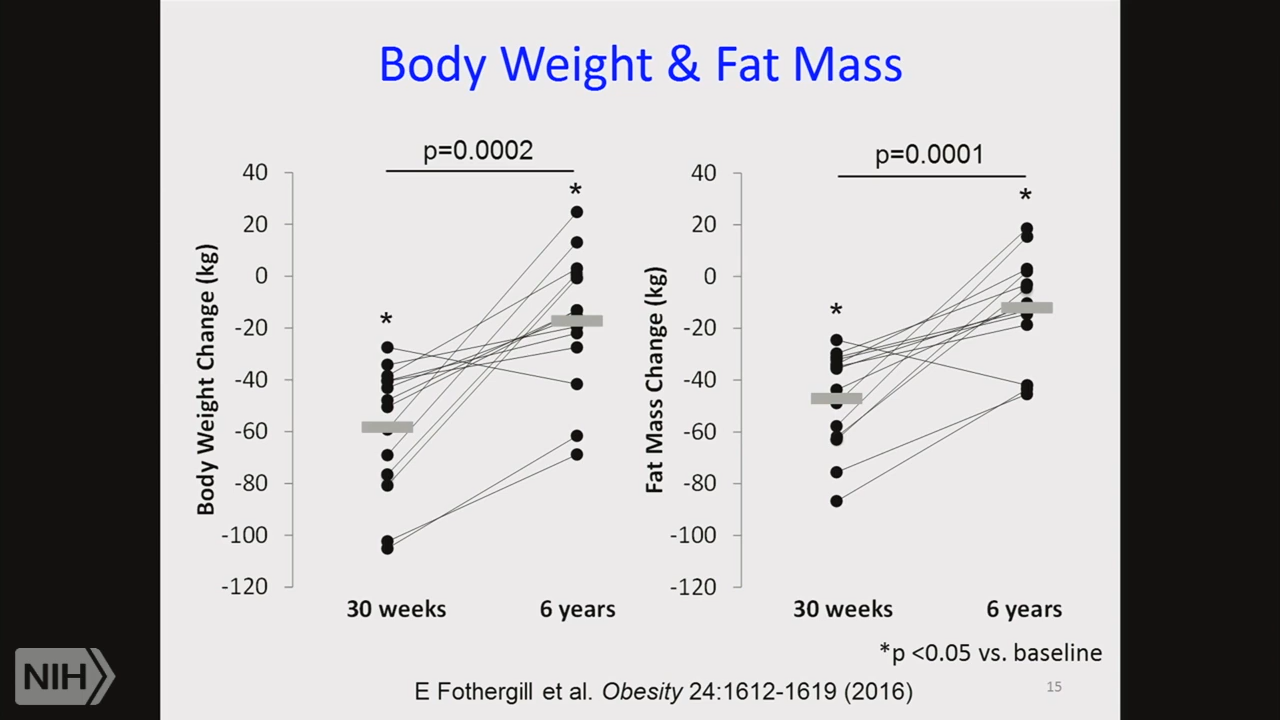 Body Weight & Fat Mass
p=0.0002
40
20
0
-20
-40
-60
-80
-100
-120
Body Weight Change (kg)
*
*
30 weeks
6 years
p=0.0001
40
20
0
-20
-40
-60
-80
-100
-120
Fat Mass Change (kg)
*
*
30 weeks
6 years
*p <0.05 vs. baseline
NIH
E Fothergill et al. Obesity 24:1612-1619 (2016)
15